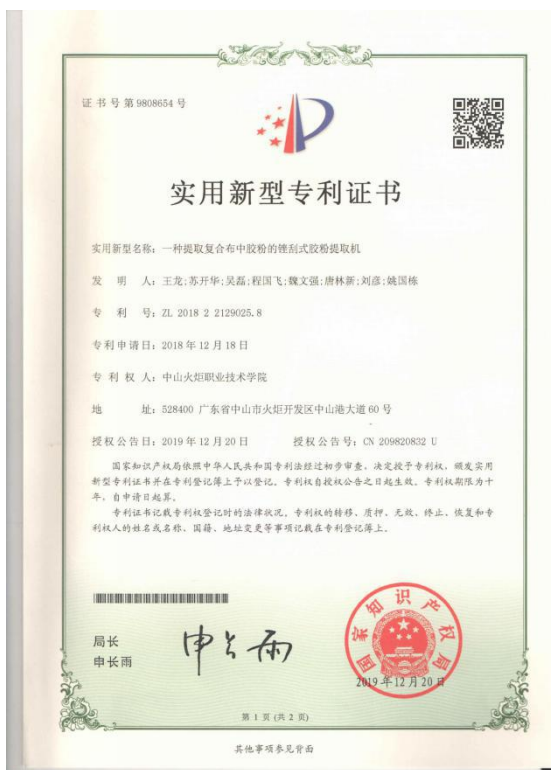 证书号第9808654号
实用新型专利证书
实用新型名称：一种提取复合布中胶粉的锉刮式胶粉提取机
发明人：王龙;苏开华;吴磊;程国飞;魏文强;唐林新;刘彦;姚国栋
专利号：ZL 2018 2 2129025.8
专利申请日：2018年12月18日
专利权人：中山火炬职业技术学院
地址：528400 广东省中山市火炬开发区中山港大道60号
授权公告日：2019年12月20日 授权公告号：CN 209820832 U
国家知识产权局依照中华人民共和国专利法经过初步审查，决定授予专利权，颁发实用
新型专利证书并在专利登记簿上予以登记。专利权自授权公告之日起生效。专利权期限为十
年，自申请日起算。
专利证书记载专利权登记时的法律状况。专利权的转移、质押、无效、终止、恢复和专
利权人的姓名或名称、国籍、地址变更等事项记载在专利登记簿上。
局长
申长雨
申长雨
国家知识产权局
2019年12月20日
第1页(共2页)
其他事项参见背面